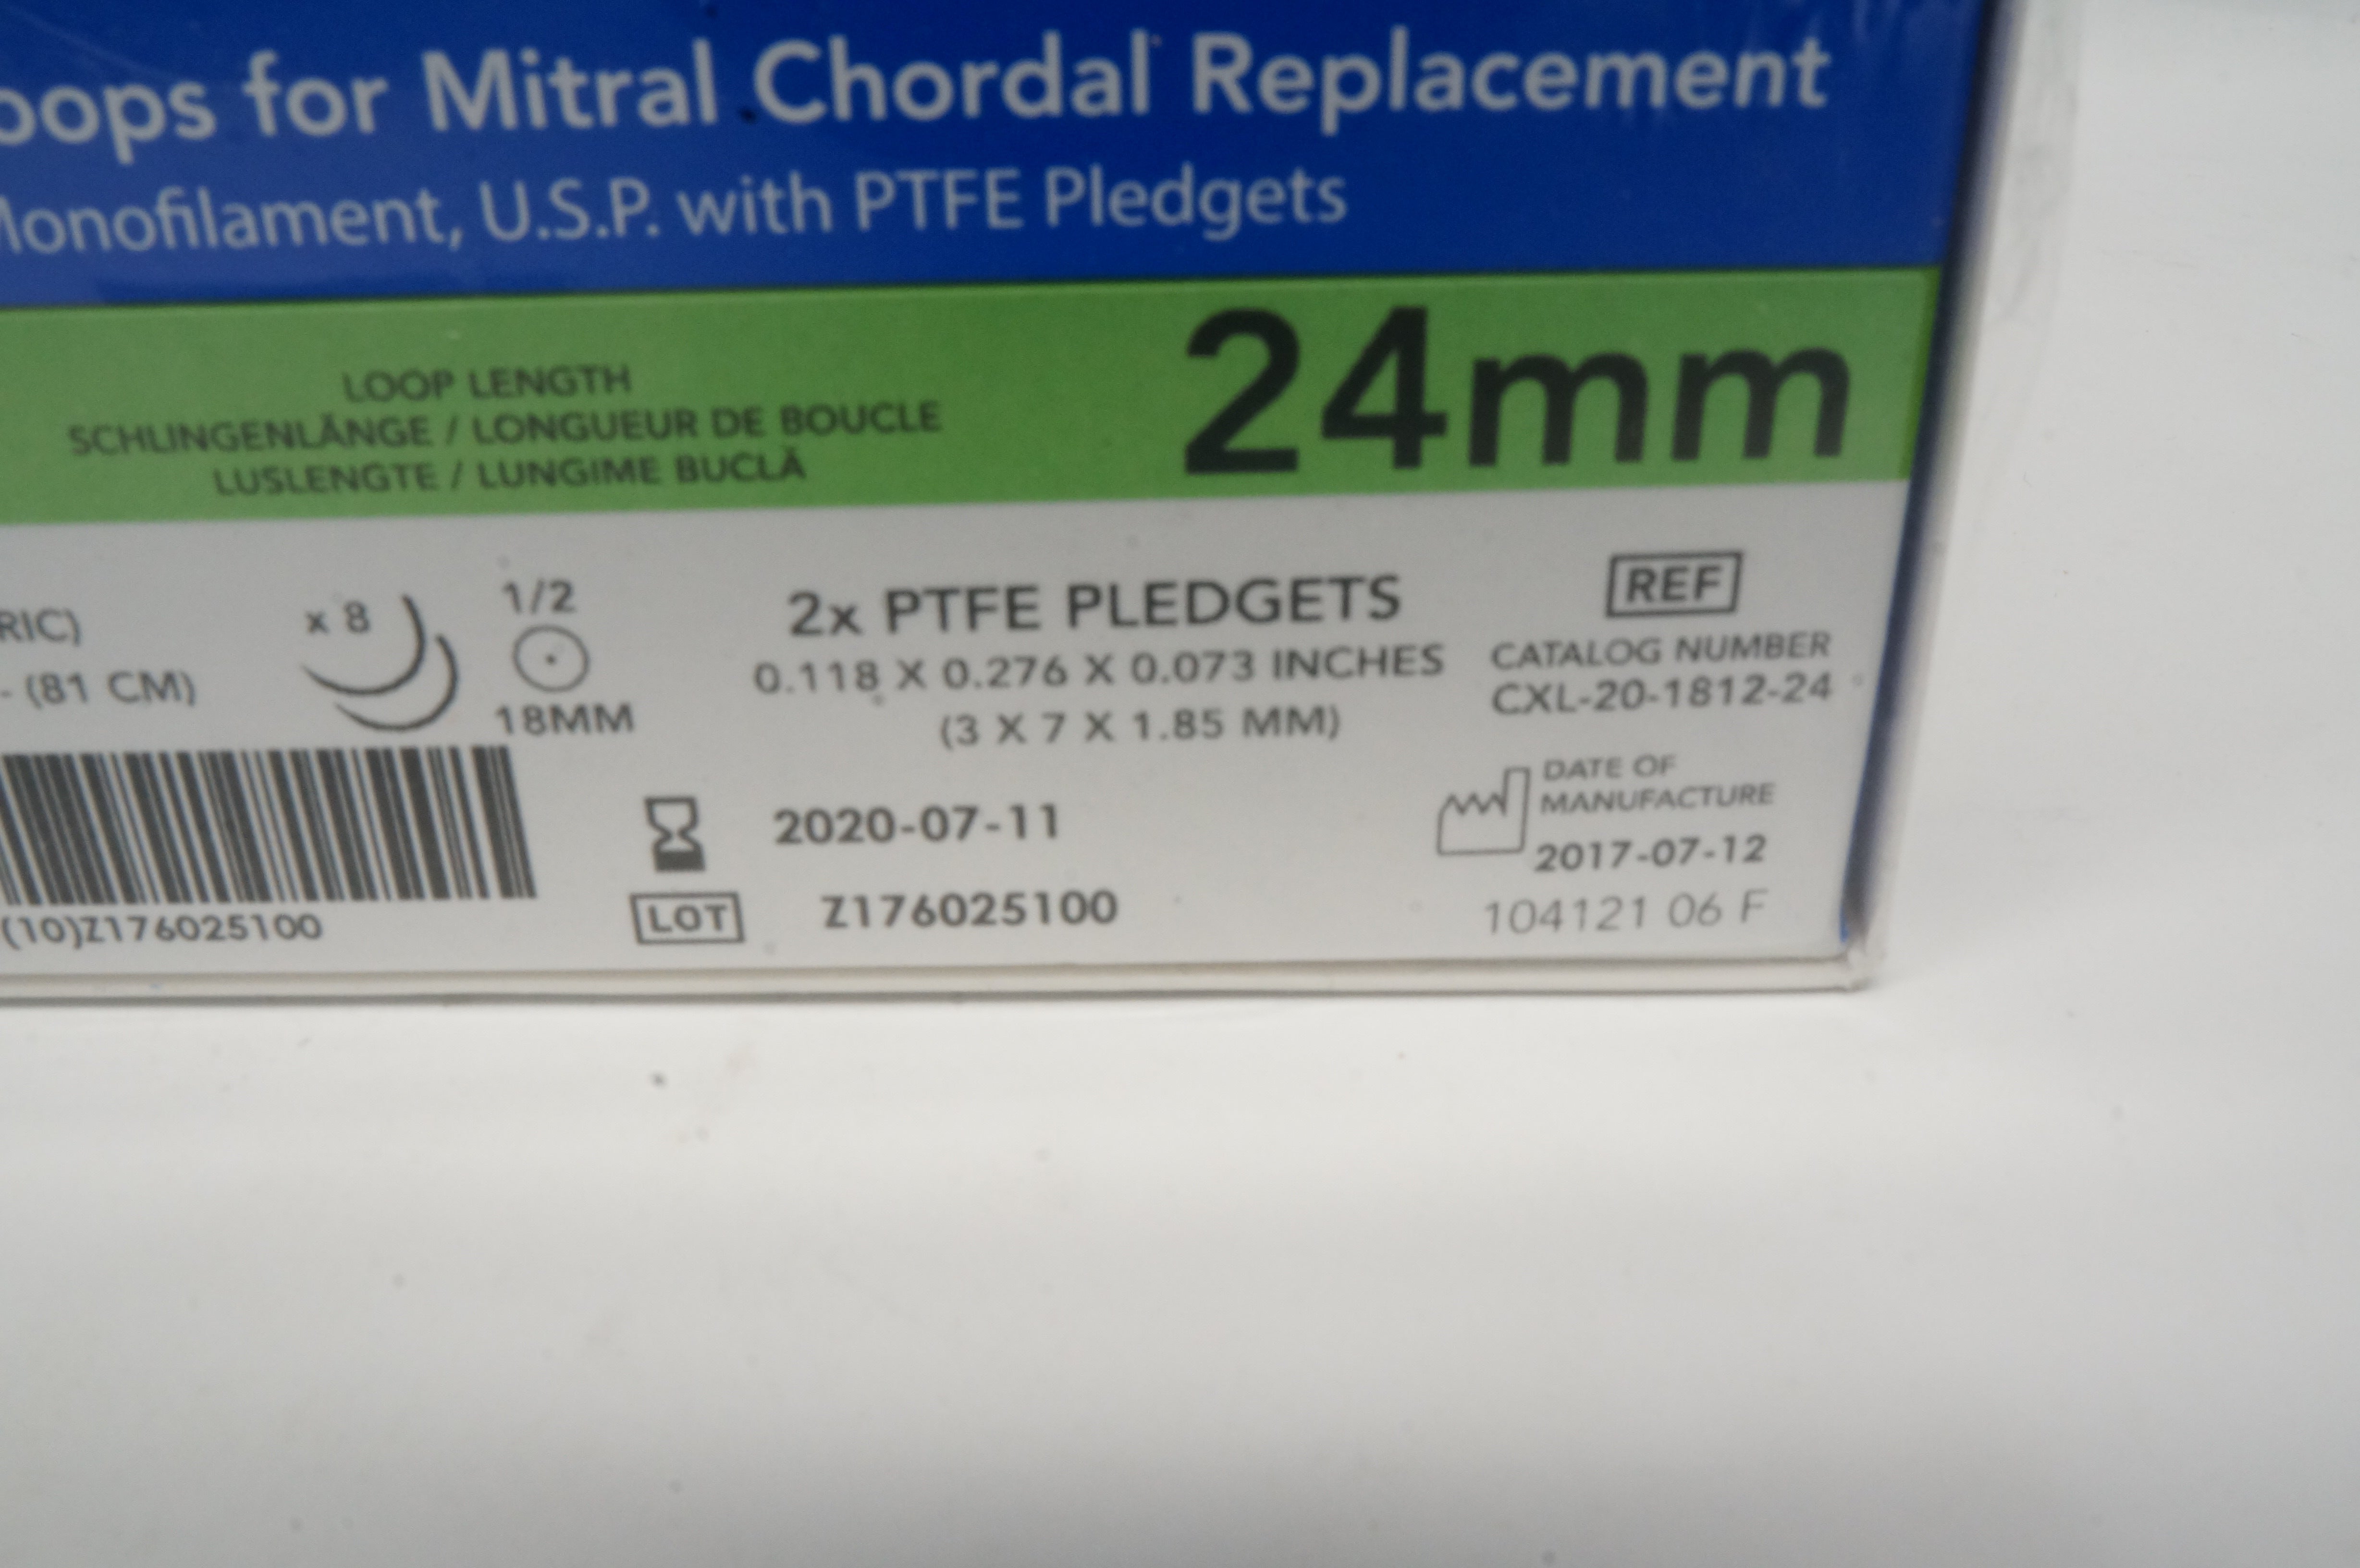 oops for Mitral Chordal Replacement
Monofilament, U.S.P. with PTFE Pledgets
LOOP LENGTH
SCHLINGENLÄNGE / LONGUEUR DE BOUCLE
LUSLENGTE / LUNGIME BUCLĂ
24mm
RIC)
- (81 CM)
x 8
1/2
18MM
2x PTFE PLEDGETS
0.118 X 0.276 X 0.073 INCHES
(3 X 7 X 1.85 MM)
REF
CATALOG NUMBER
CXL-20-1812-24
(10)Z176025100
2020-07-11
LOT Z176025100
DATE OF
MANUFACTURE
2017-07-12
104121 06 F